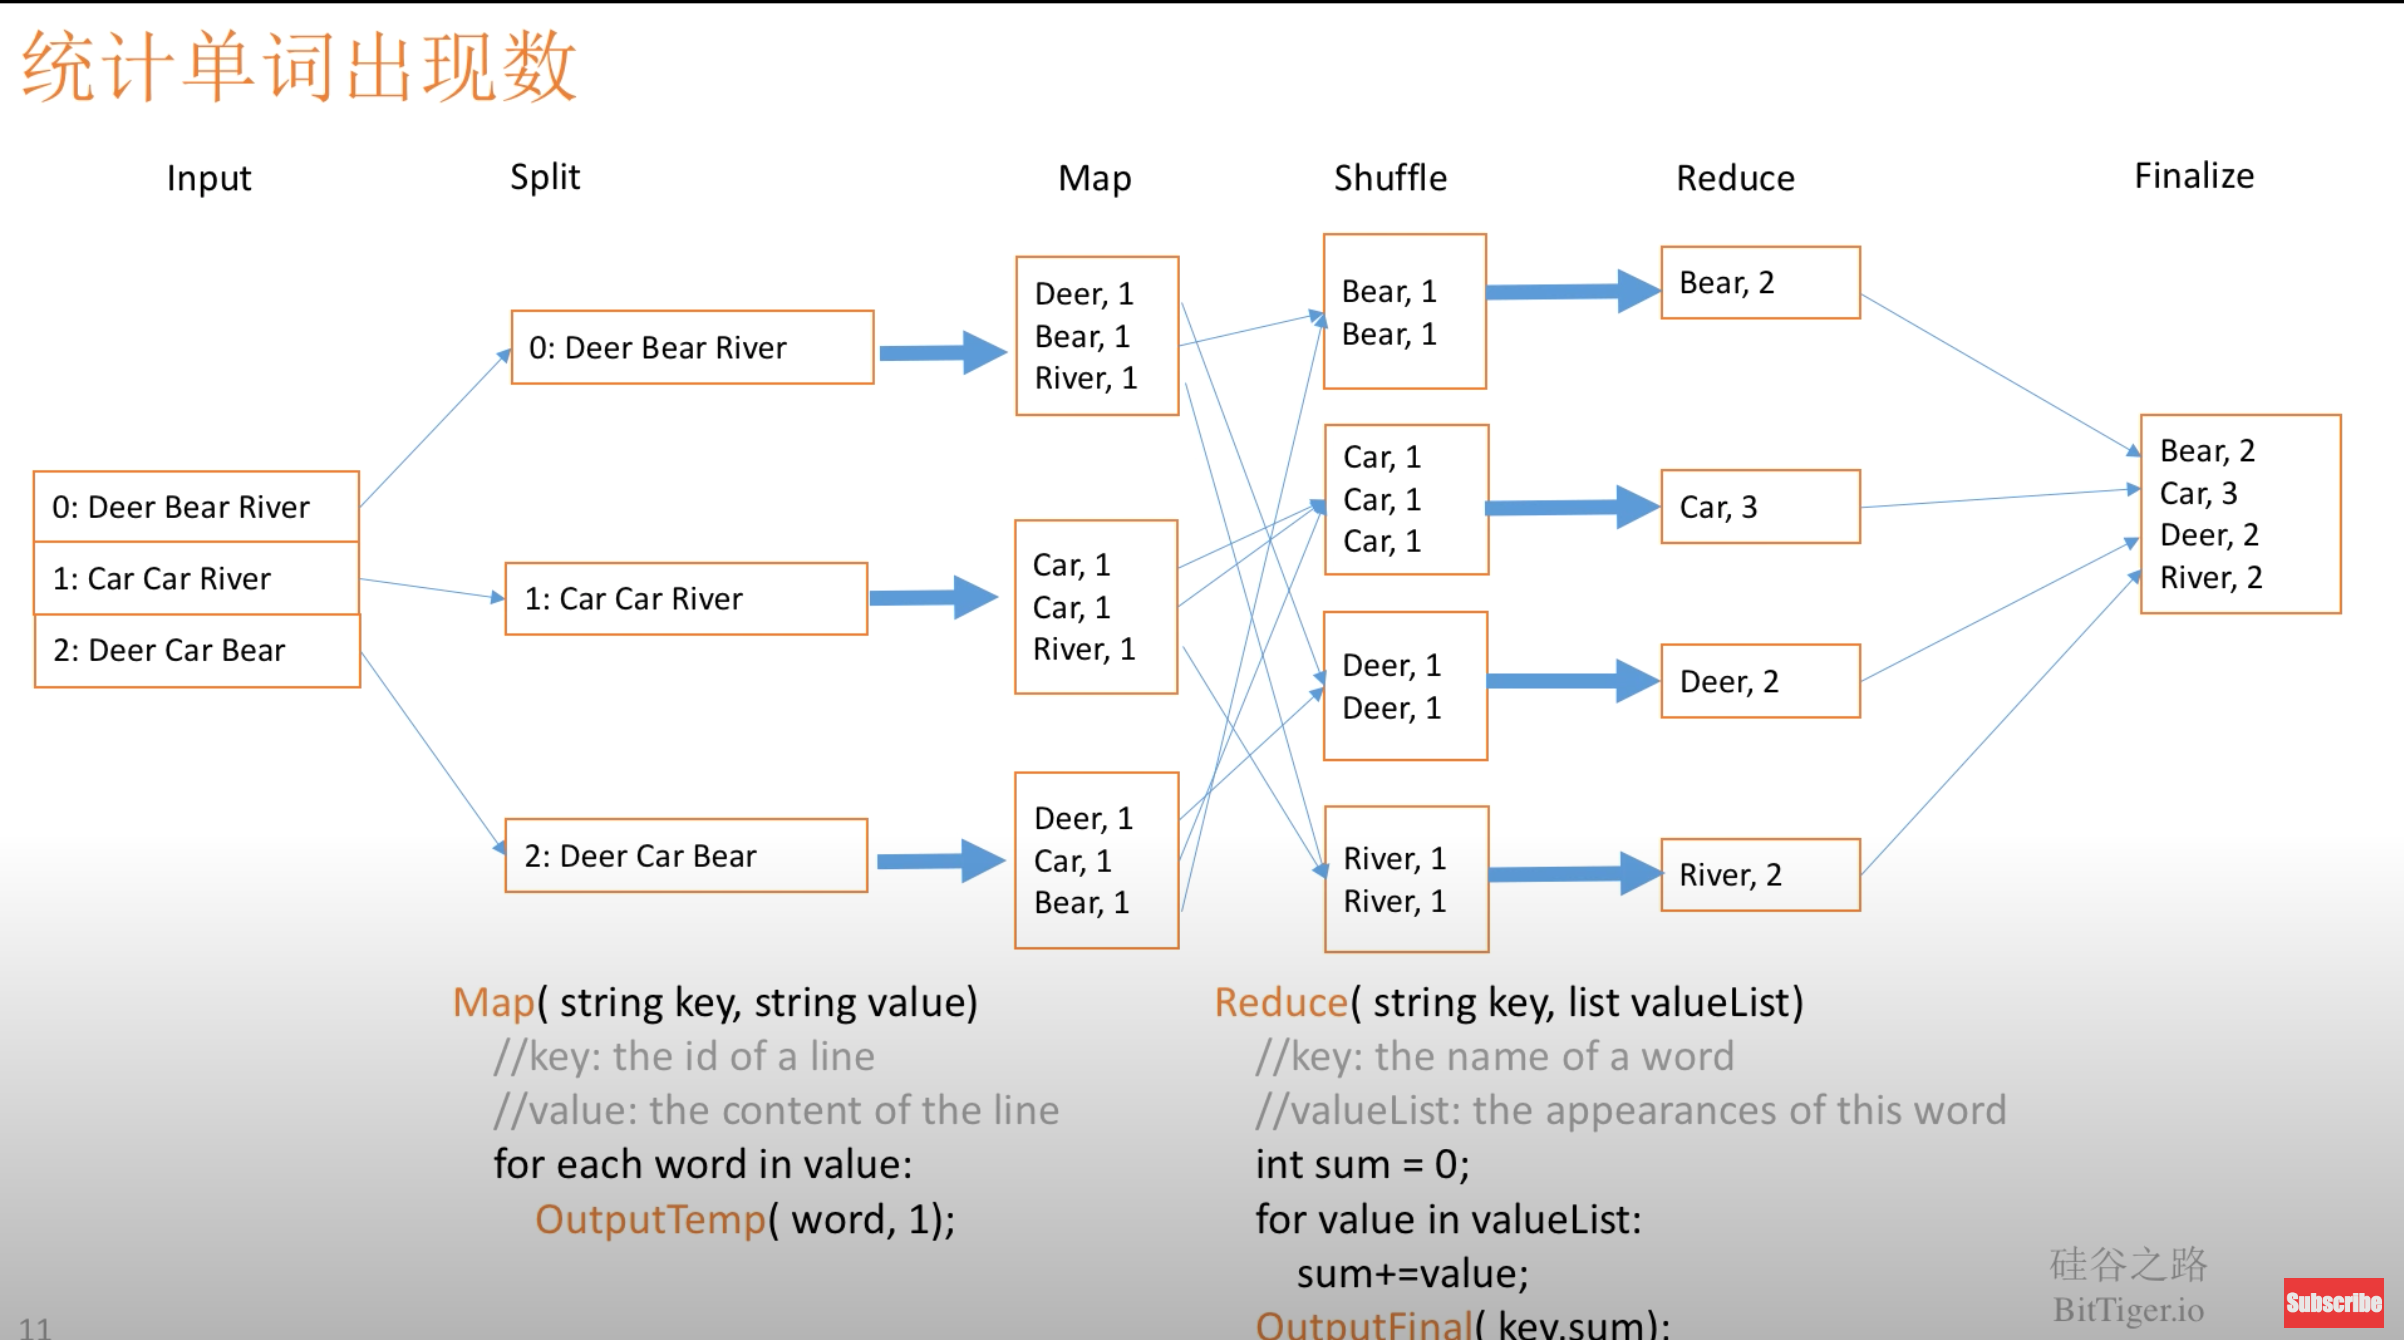 统计单词出现数
Input
Split
Map
Shuffle
Reduce
Finalize
0: Deer Bear River
1: Car Car River
2: Deer Car Bear
0: Deer Bear River
1: Car Car River
2: Deer Car Bear
Deer, 1
Bear, 1
River, 1
Car, 1
Car, 1
River, 1
Deer, 1
Car, 1
Bear, 1
Bear, 1
Bear, 1
Car, 1
Car, 1
Car, 1
Deer, 1
Deer, 1
River, 1
River, 1
Bear, 2
Car, 3
Deer, 2
River, 2
Bear, 2
Car, 3
Deer, 2
River, 2
Map( string key, string value)
//key: the id of a line
//value: the content of the line
for each word in value:
OutputTemp( word, 1);
Reduce( string key, list valueList)
//key: the name of a word
//valueList: the appearances of this word
int sum = 0;
for value in valueList:
sum+=value;
OutputFinal( key,sum);
硅谷之路
BitTiger.io
Subscribe
11